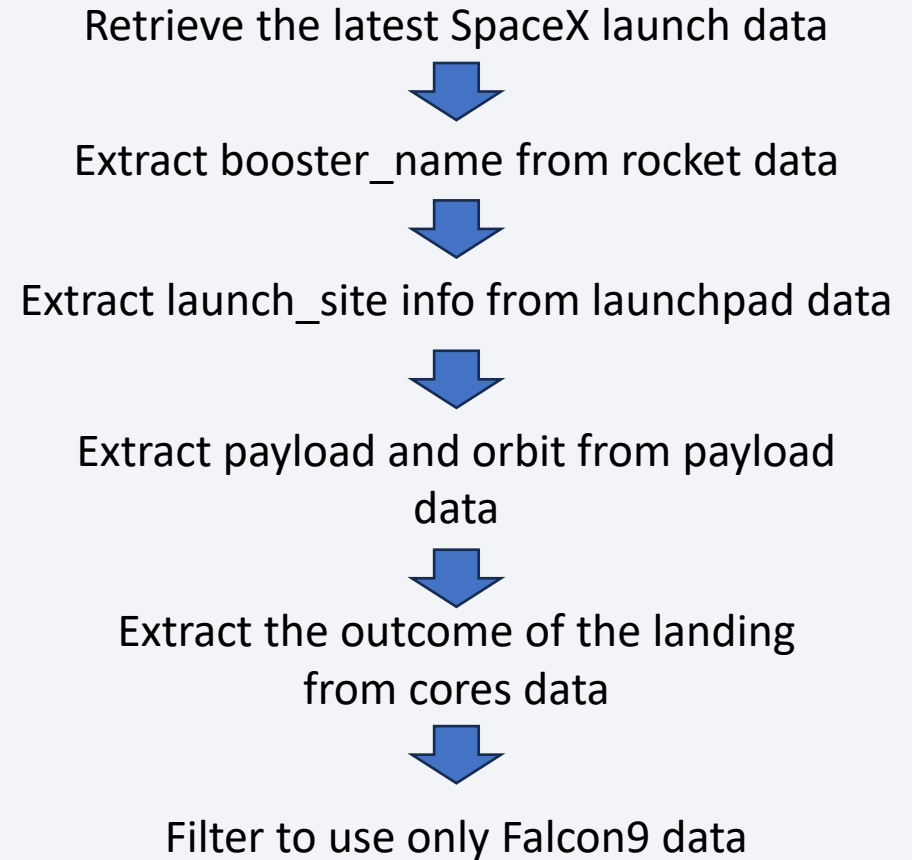 Retrieve the latest SpaceX launch data
Extract booster_name from rocket data
Extract launch_site info from launchpad data
Extract payload and orbit from payload
data
Extract the outcome of the landing
from cores data
Filter to use only Falcon9 data